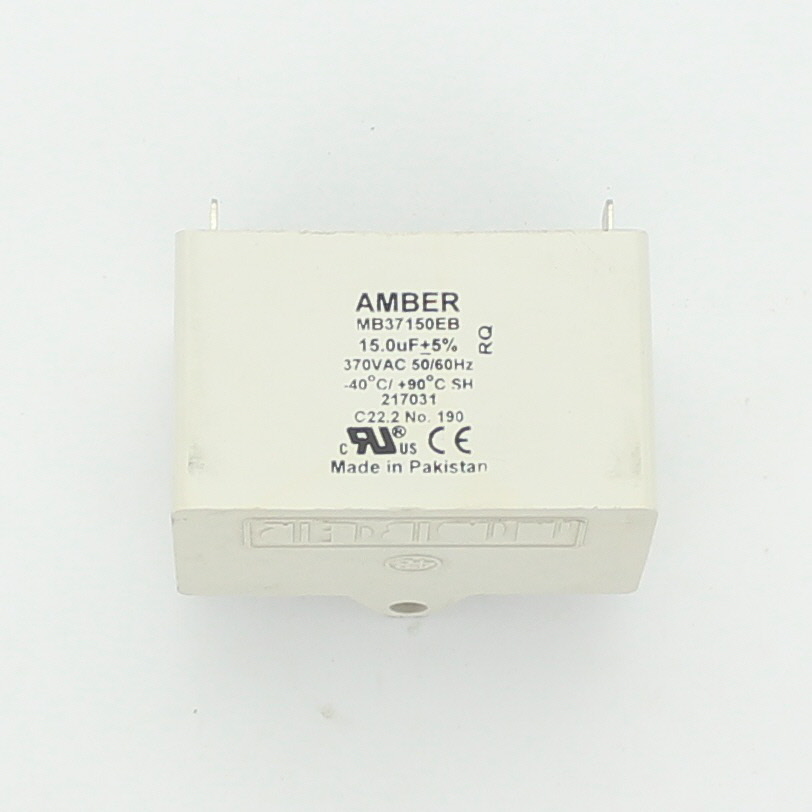 AMBER
MB37150EB
15.0uF±5%
RQ
370VAC 50/60Hz
-40°C/ +90°C SH
217031
C22.2 No. 190
C RU® US CE
Made in Pakistan